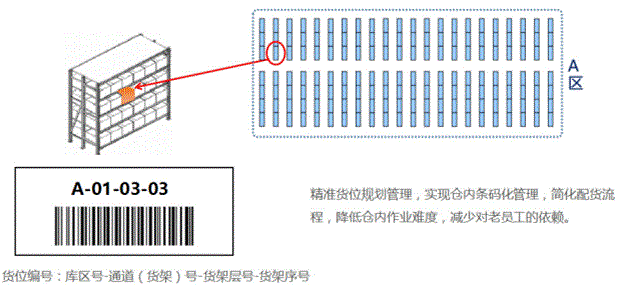 A
区
A-01-03-03
精准货位规划管理，实现仓内条码化管理，简化配货流
程，降低仓内作业难度，减少对老员工的依赖。
货位编号：库区号-通道（货架）号-货架层号-货架序号